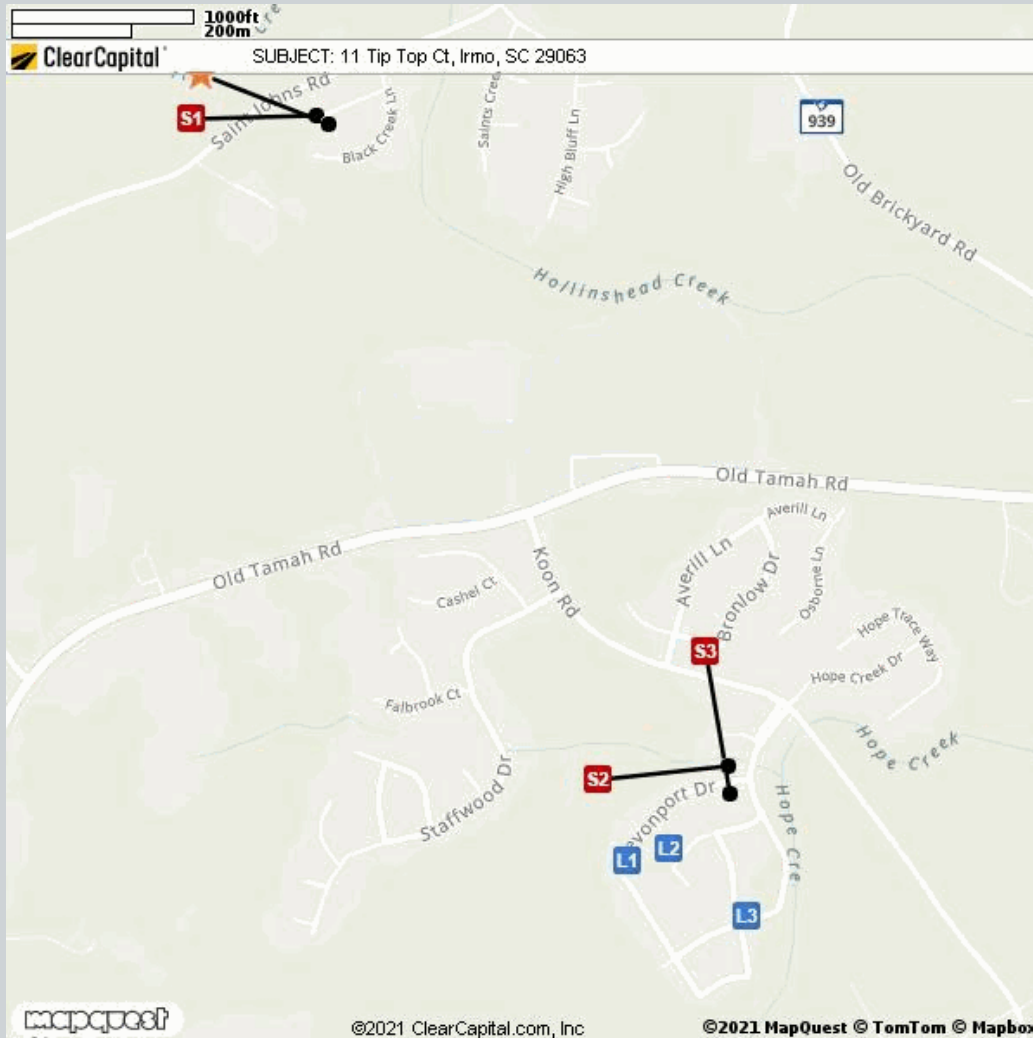 1000ft
200m
Cre
ClearCapital
SUBJECT: 11 Tip Top Ct, Irmo, SC 29063
S1
Saint Johns Rd
Black Creek Ln
Saints Cree
High Bluff Ln
939
Old Brickyard Rd
Hollinshead Creek
Old Tamah Rd
Averill Ln
Old Tamah Rd
Koon Rd
Averill Ln
Bronlow Dr
Osborne Ln
Cashel Ct
Hope Trace Way
S3
Hope Creek Dr
Falbrook Ct
Hope Creek
S2
Staffwood Dr
evonport Dr
Hope Cre
L1
L2
L3
mapquest
©2021 ClearCapital.com, Inc
©2021 MapQuest © TomTom © Mapbox